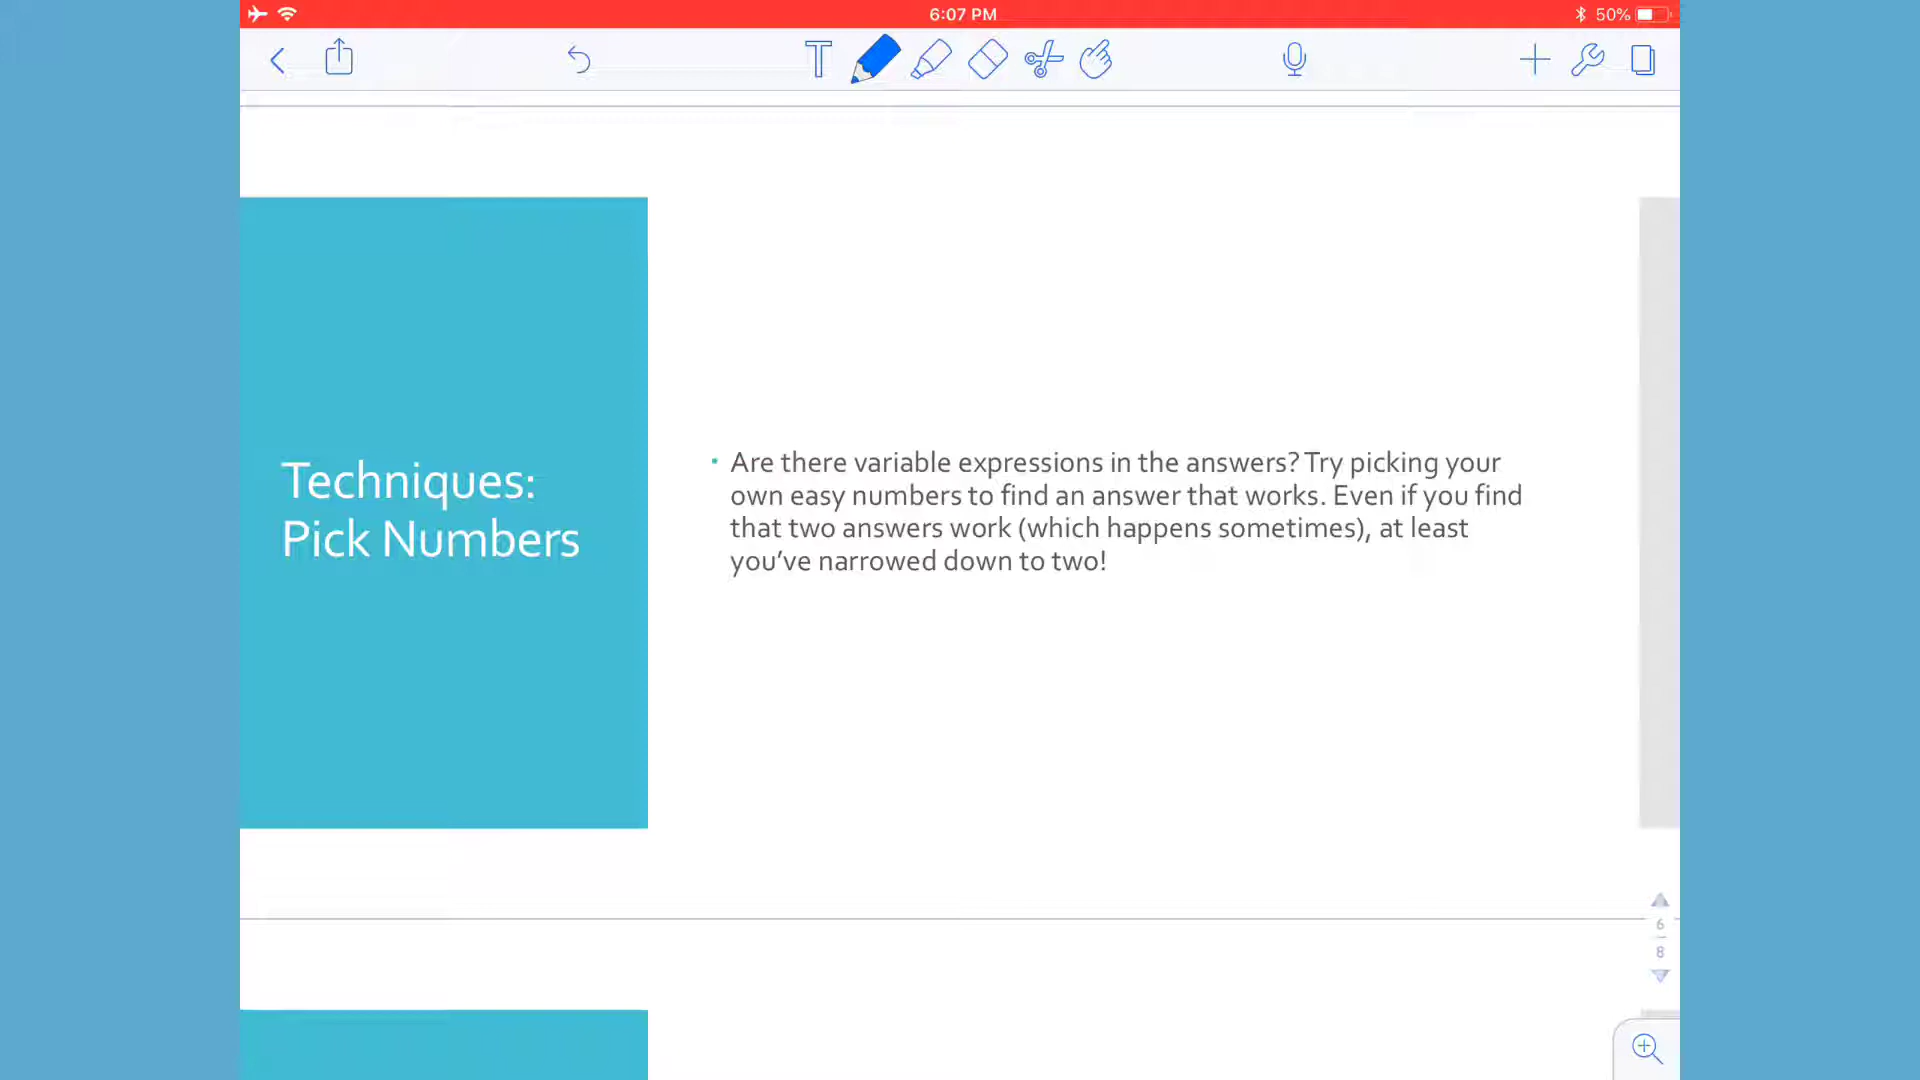 6:07 PM
50%
Techniques:
Pick Numbers
• Are there variable expressions in the answers? Try picking your
own easy numbers to find an answer that works. Even if you find
that two answers work (which happens sometimes), at least
you've narrowed down to two!
6
8